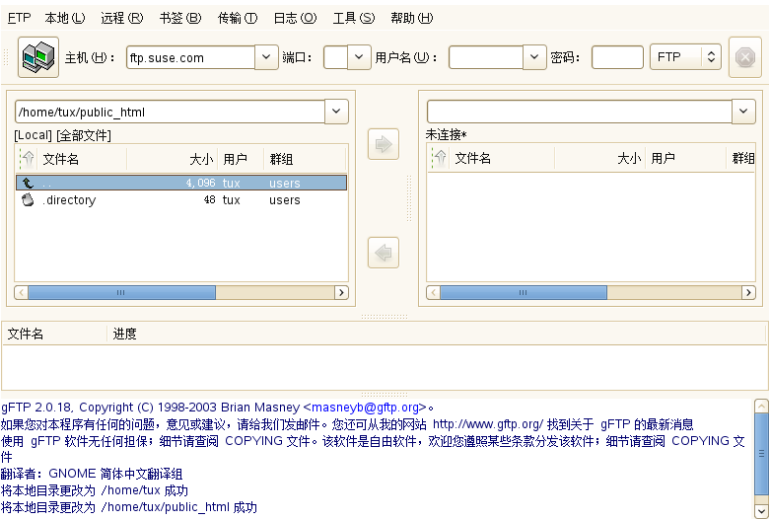 FTP 本地(L) 远程(R) 书签(B) 传输(T) 日志(O) 工具(S) 帮助(H)
主机(H): ftp.suse.com 端口: 用户名(U): 密码: FTP
/home/tux/public_html
[Local] [全部文件]
文件名 大小 用户 群组
.. 4,096 tux users
.directory 48 tux users
未连接*
文件名 大小 用户 群组
文件名 进度
gFTP 2.0.18, Copyright (C) 1998-2003 Brian Masney <masneyb@gftp.org>。
如果您对本程序有任何的问题，意见或建议，请给我们发邮件。您还可从我的网站 http://www.gftp.org/ 找到关于 gFTP 的最新消息
使用 gFTP 软件无任何担保；细节请查阅 COPYING 文件。该软件是自由软件，欢迎您遵照某些条款分发该软件；细节请查阅 COPYING 文
件
翻译者：GNOME 简体中文翻译组
将本地目录更改为 /home/tux 成功
将本地目录更改为 /home/tux/public_html 成功